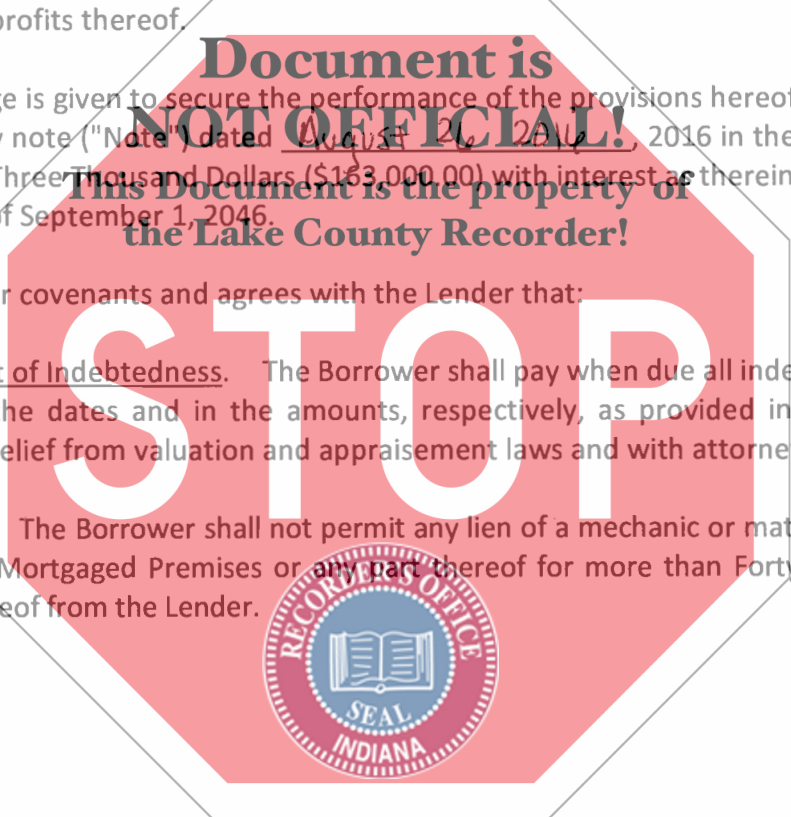 profits thereof.
Document is
ge is given to secure the performance of the provisions hereof
NOT OFFICIAL!
y note ("Note") dated August 26 2016, 2016 in the
Three Thousand Dollars ($163,000.00) with interest as therein
This Document is the property of
of September 1, 2046.
the Lake County Recorder!
r covenants and agrees with the Lender that:
STOP
t of Indebtedness. The Borrower shall pay when due all inde
he dates and in the amounts, respectively, as provided in
elief from valuation and appraisement laws and with attorne
The Borrower shall not permit any lien of a mechanic or mat
Mortgaged Premises or any part thereof for more than Forty
eof from the Lender.
RECORDER'S OFFICE
SEAL
INDIANA